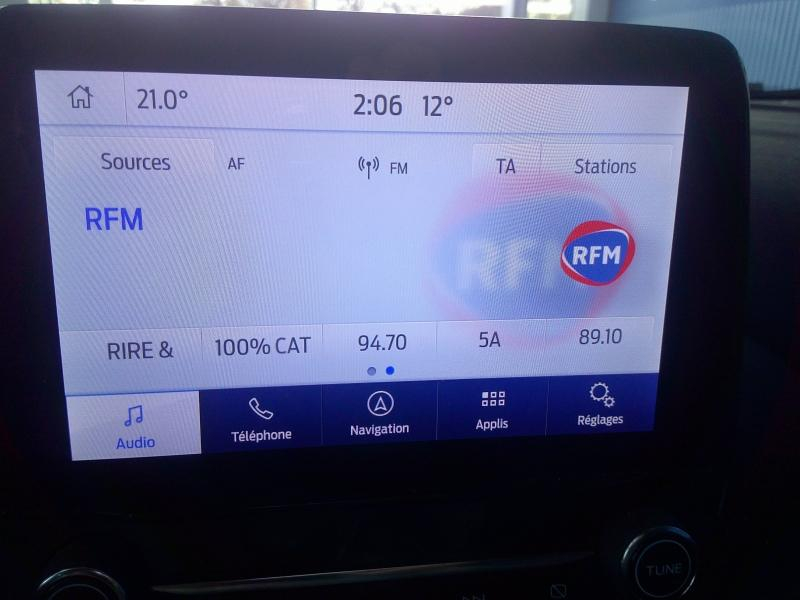 21.0° 2:06 12°
Sources AF FM TA Stations
RFM
RFM
RIRE & 100% CAT 94.70 5A 89.10
Audio Téléphone Navigation Applis Réglages
TUNE